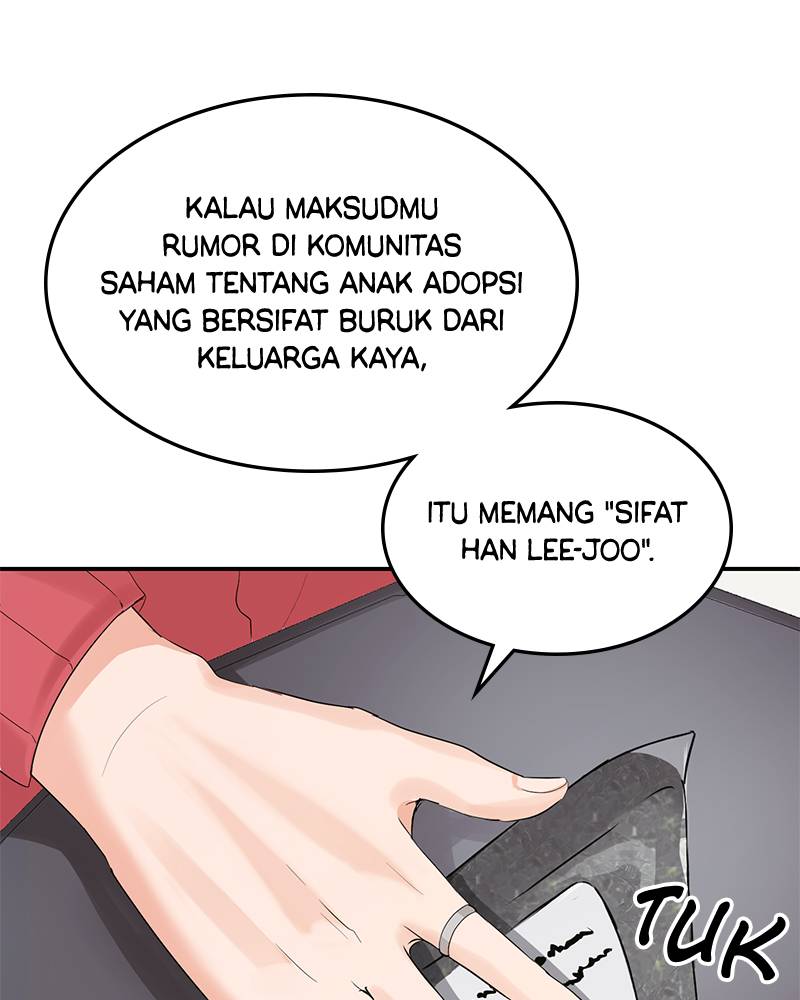 KALAU MAKSUDMU
RUMOR DI KOMUNITAS
SAHAM TENTANG ANAK ADOPSI
YANG BERSIFAT BURUK DARI
KELUARGA KAYA,
ITU MEMANG "SIFAT
HAN LEE-JOO".
TUK